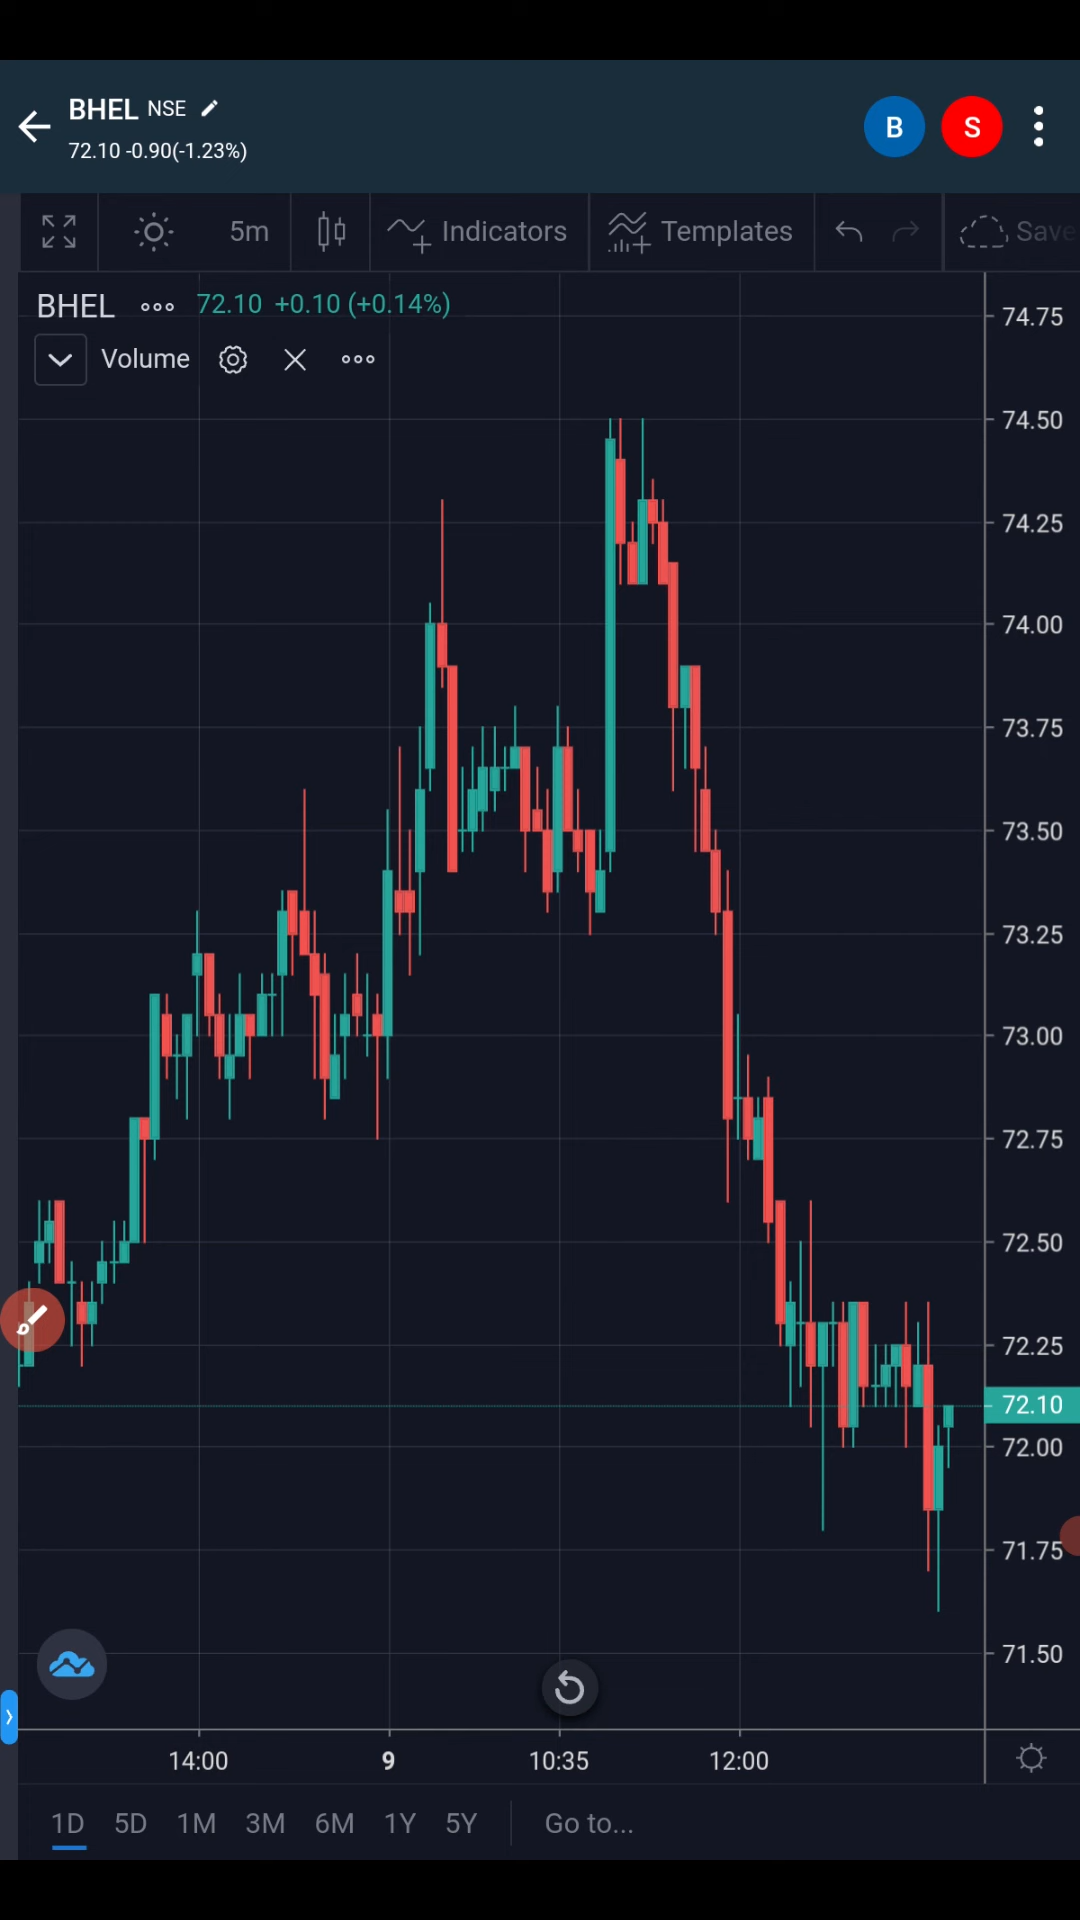 BHEL NSE
72.10 -0.90(-1.23%)
B
S
5m
Indicators
Templates
Save
BHEL 72.10 +0.10 (+0.14%)
Volume
74.75
74.50
74.25
74.00
73.75
73.50
73.25
73.00
72.75
72.50
72.25
72.10
72.00
71.75
71.50
14:00 9 10:35 12:00
1D 5D 1M 3M 6M 1Y 5Y Go to...